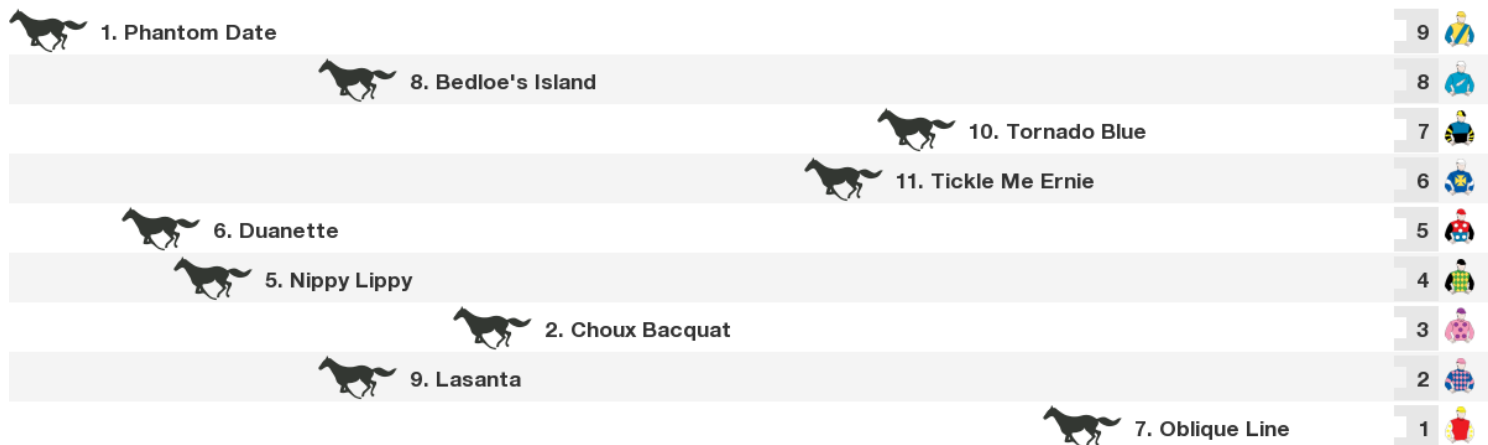 1. Phantom Date 9
8. Bedloe's Island 8
10. Tornado Blue 7
11. Tickle Me Ernie 6
6. Duanette 5
5. Nippy Lippy 4
2. Choux Bacquat 3
9. Lasanta 2
7. Oblique Line 1